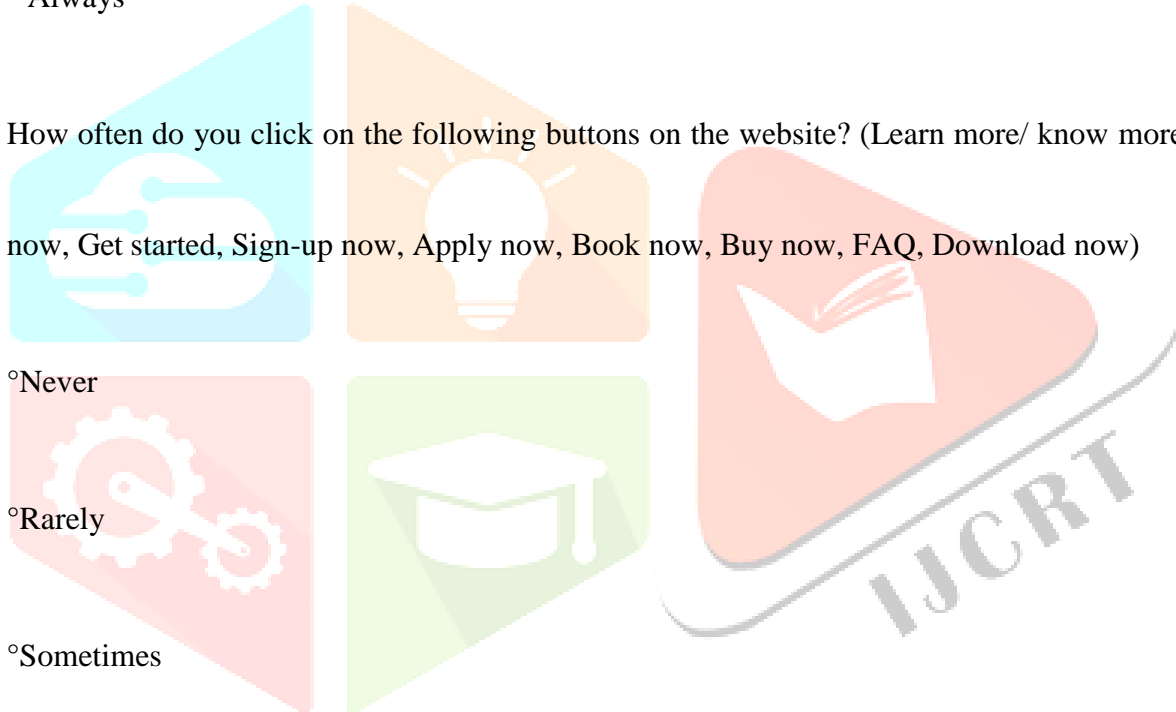 Always
How often do you click on the following buttons on the website? (Learn more/ know more
now, Get started, Sign-up now, Apply now, Book now, Buy now, FAQ, Download now)
°Never
°Rarely
IJCRT
°Sometimes